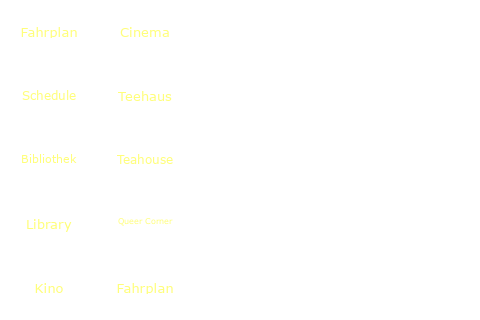 Fahrplan
Schedule
Bibliothek
Library
Kino
Cinema
Teehaus
Teahouse
Fahrplan